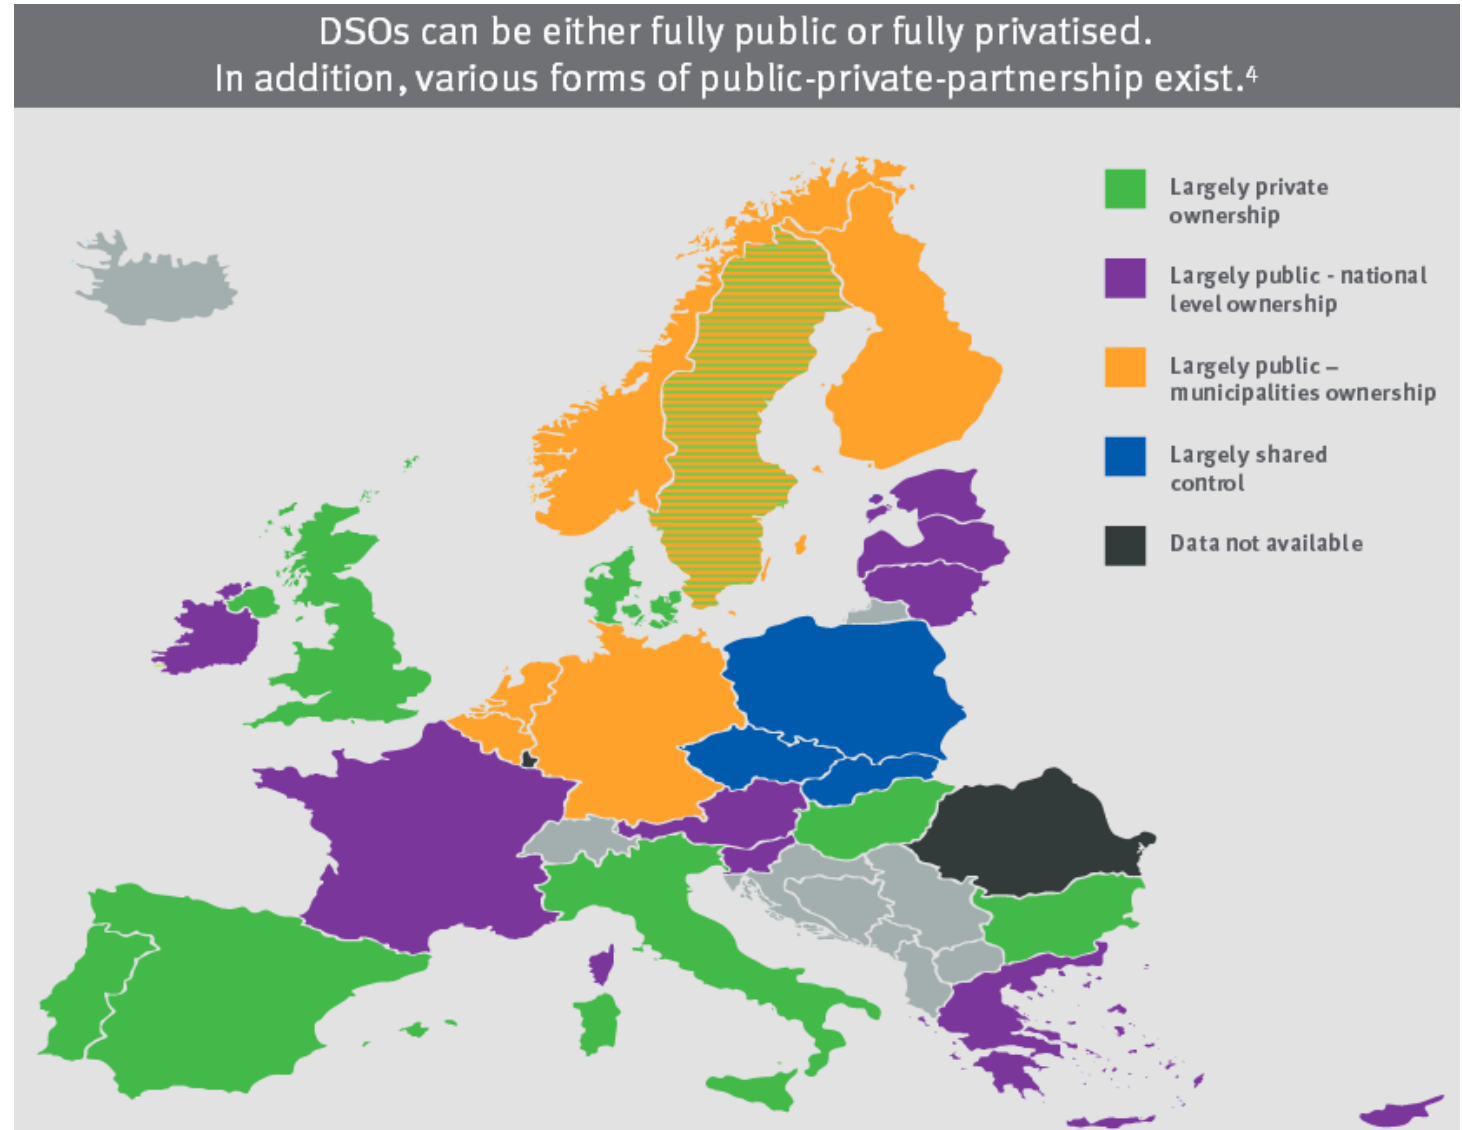 DSOs can be either fully public or fully privatised.
In addition, various forms of public-private-partnership exist.⁴
Largely private
ownership
Largely public - national
level ownership
Largely public –
municipalities ownership
Largely shared
control
Data not available